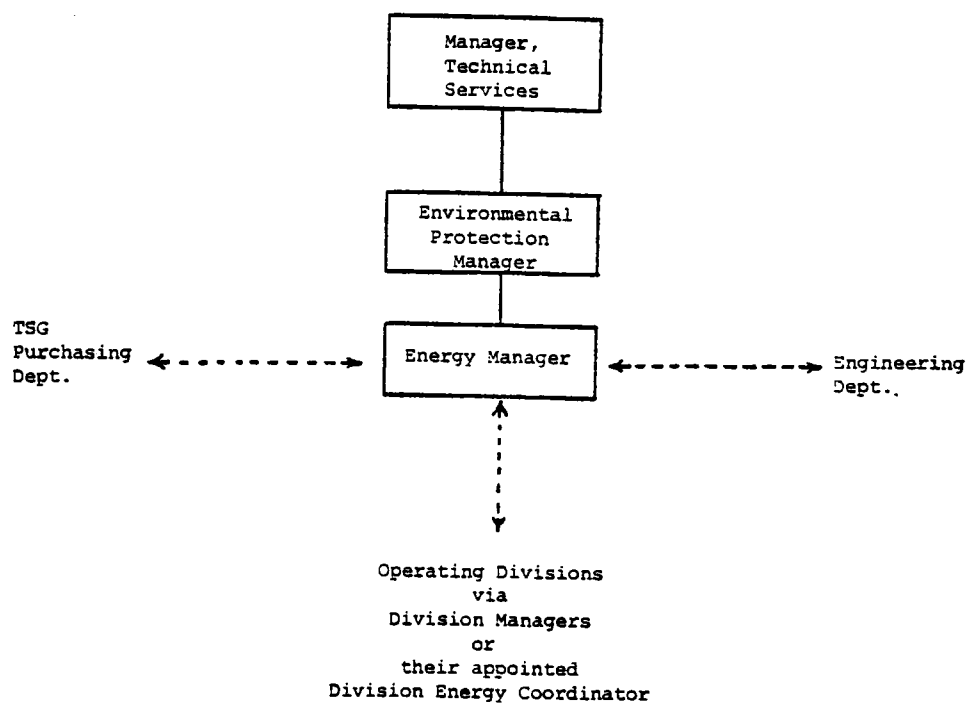 Manager,
Technical
Services
Environmental
Protection
Manager
TSG
Purchasing
Dept.
Energy Manager
Engineering
Dept.
Operating Divisions
via
Division Managers
or
their appointed
Division Energy Coordinator